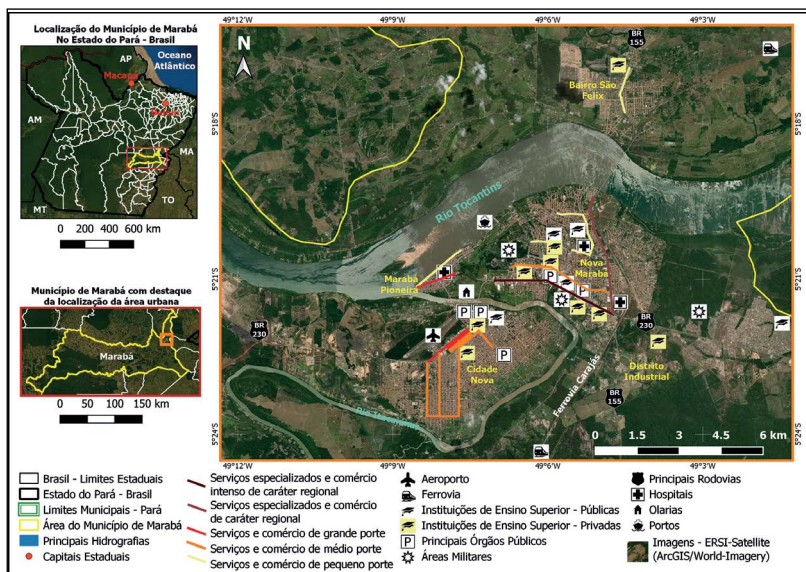 Localização do Município de Marabá
No Estado do Pará - Brasil
AP
Oceano
Atlântico
Macapá
AM
MA
MT
TO
0 200 400 600 km
Município de Marabá com destaque
da localização da área urbana
Marabá
0 50 100 150 km
49°12'W
49°9'W
49°6'W
49°3'W
N
BR
155
Bairro São
Felix
5°18'S
5°18'S
Rio Tocantins
Nova
Marabá
Marabá
Pioneira
5°21'S
5°21'S
P
P P
P
BR
230
BR
230
Cidade
Nova
Distrito
Industrial
Ferrovia Carajás
BR
155
5°24'S
5°24'S
0 1.5 3 4.5 6 km
49°12'W
49°9'W
49°6'W
49°3'W
Brasil - Limites Estaduais
Estado do Pará - Brasil
Limites Municipais - Pará
Área do Município de Marabá
Principais Hidrografias
Capitais Estaduais
Serviços especializados e comércio
intenso de caráter regional
Serviços especializados e comércio
de caráter regional
Serviços e comércio de grande porte
Serviços e comércio de médio porte
Serviços e comércio de pequeno porte
Aeroporto
Ferrovia
Instituições de Ensino Superior - Públicas
Instituições de Ensino Superior - Privadas
P Principais Órgãos Públicos
Áreas Militares
Principais Rodovias
Hospitais
Olarias
Portos
Imagens - ERSI-Satellite
(ArcGIS/World-Imagery)